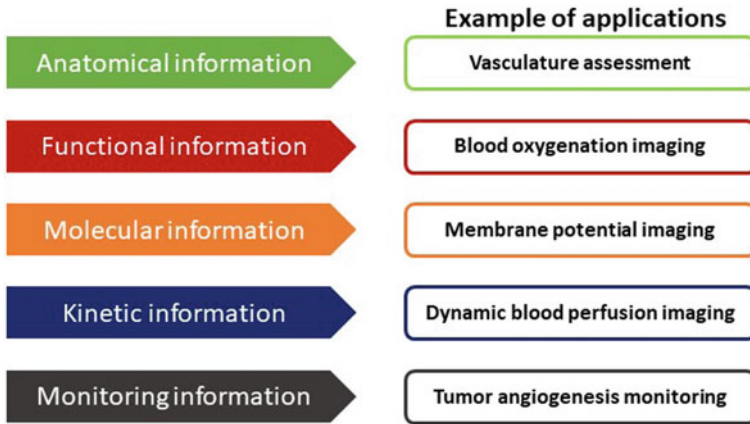 Example of applications
Anatomical information
Vasculature assessment
Functional information
Blood oxygenation imaging
Molecular information
Membrane potential imaging
Kinetic information
Dynamic blood perfusion imaging
Monitoring information
Tumor angiogenesis monitoring